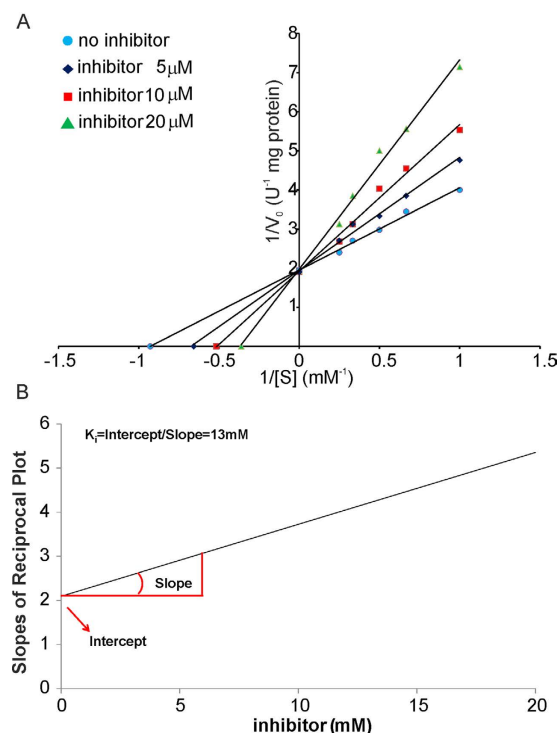 A
no inhibitor
inhibitor 5μM
inhibitor 10 μM
inhibitor 20 μM
8
7
6
5
4
3
2
1
1/V₀ (U⁻¹ mg protein)
-1.5
-1
-0.5
0
0.5
1
1.5
1/[S] (mM⁻¹)
B
Kᵢ=Intercept/Slope=13mM
6
5
4
3
2
1
0
Slopes of Reciprocal Plot
Slope
Intercept
0
5
10
15
20
inhibitor (mM)